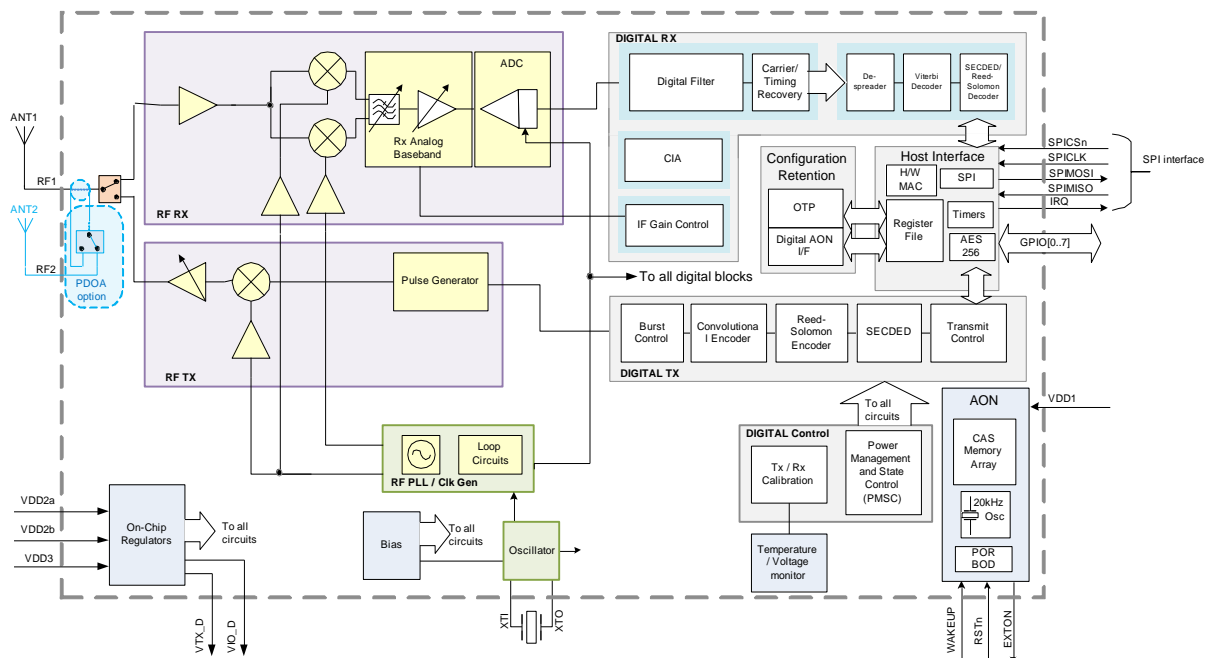 DIGITAL RX
ADC
Digital Filter
Carrier/
Timing
Recovery
De-
spreader
Viterbi
Decoder
SECDED/
Reed-
Solomon
Decoder
ANT1
Rx Analog
Baseband
CIA
Configuration
Retention
Host Interface
H/W
MAC
SPI
SPICSn
SPICLK
SPIMOSI
SPIMISO
IRQ
SPI interface
RF1
ANT2
RF RX
IF Gain Control
OTP
Digital AON
I/F
Register
File
Timers
AES
256
GPIO[0..7]
RF2
PDOA
option
Pulse Generator
To all digital blocks
Burst
Control
Convolutiona
l Encoder
Reed-
Solomon
Encoder
SECDED
Transmit
Control
RF TX
DIGITAL TX
To all
circuits
AON
VDD1
CAS
Memory
Array
20kHz
Osc
POR
BOD
DIGITAL Control
Tx / Rx
Calibration
Power
Management
and State
Control
(PMSC)
Loop
Circuits
RF PLL / Clk Gen
VDD2a
VDD2b
VDD3
On-Chip
Regulators
To all
circuits
Bias
To all
circuits
Oscillator
Temperature
/ Voltage
monitor
VTX_D
VIO_D
XTI
XTO
WAKEUP
RSTn
EXTON